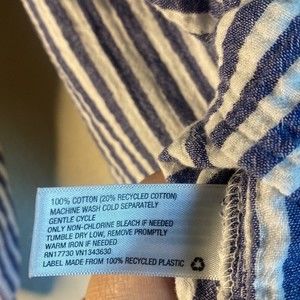 100% COTTON (20% RECYCLED COTTON)
MACHINE WASH COLD SEPARATELY
GENTLE CYCLE
ONLY NON-CHLORINE BLEACH IF NEEDED
TUMBLE DRY LOW, REMOVE PROMPTLY
WARM IRON IF NEEDED
RN17730 VN1343630
LABEL MADE FROM 100% RECYCLED PLASTIC